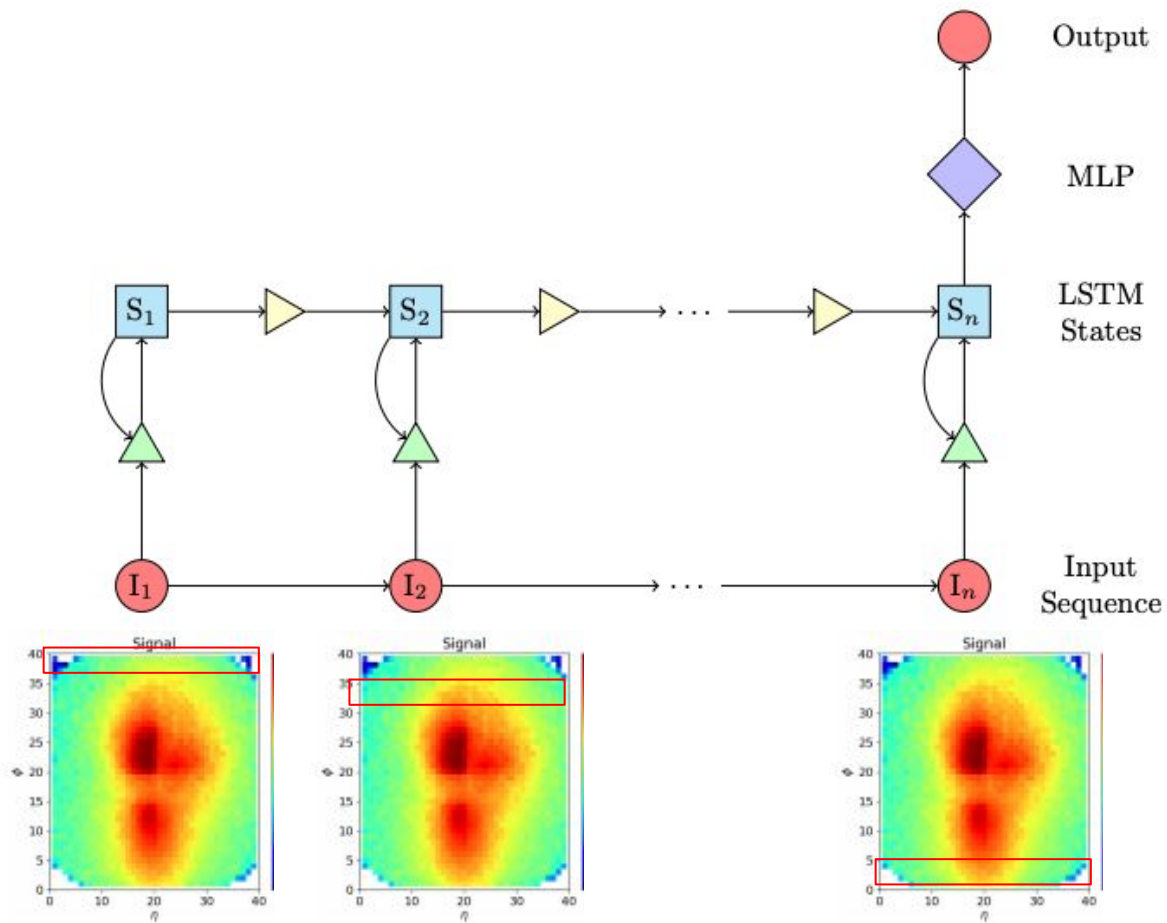 Output
MLP
S₁
S₂
· · ·
Sₙ
LSTM
States
I₁
I₂
· · ·
Iₙ
Input
Sequence
Signal
40
35
30
25
20
15
10
5
0
ϕ
0 10 20 30 40
η
Signal
40
35
30
25
20
15
10
5
0
ϕ
0 10 20 30 40
η
Signal
40
35
30
25
20
15
10
5
0
ϕ
0 10 20 30 40
η